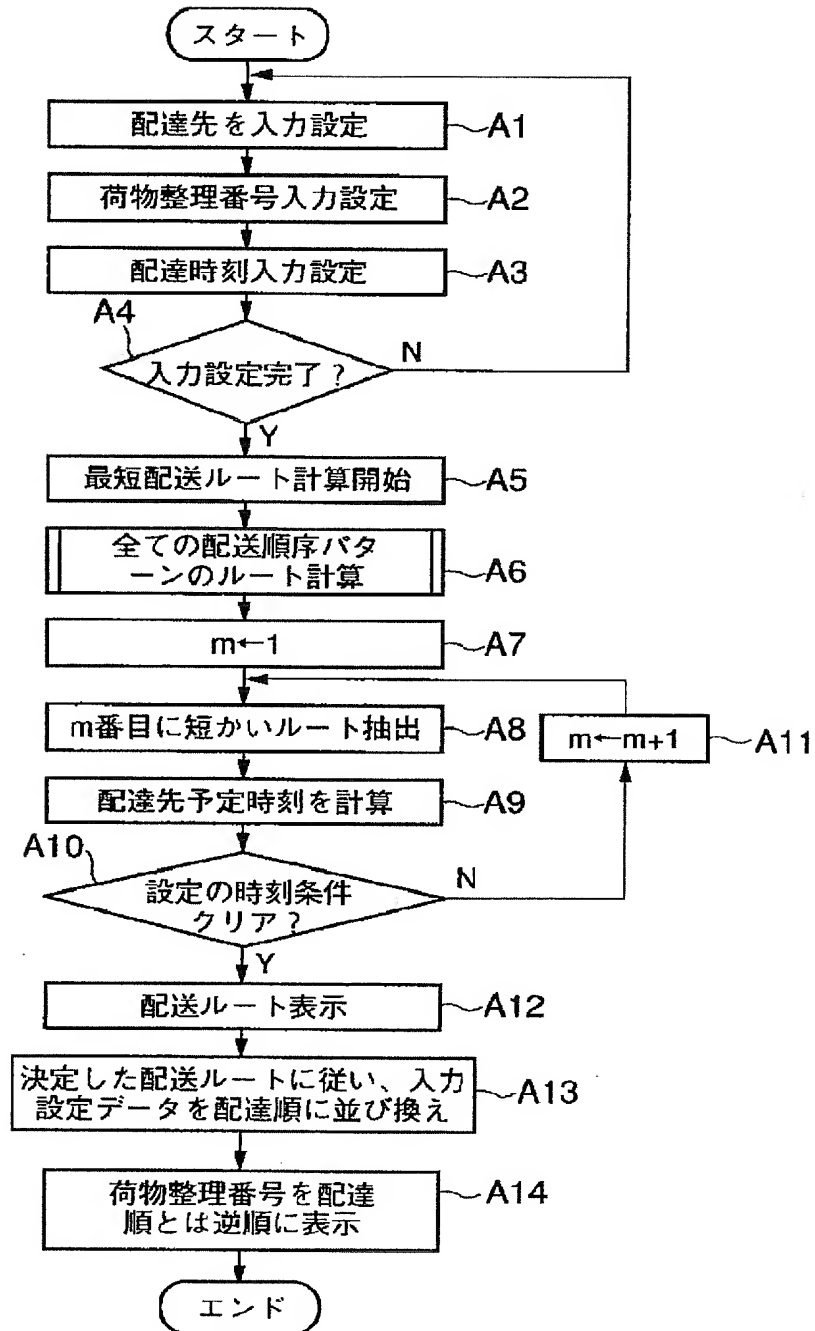 スタート
配達先を入力設定
A1
荷物整理番号入力設定
A2
配達時刻入力設定
A3
A4
入力設定完了?
N
Y
最短配送ルート計算開始
A5
全ての配送順序パタ
ーンのルート計算
A6
m←1
A7
m番目に短かいルート抽出
A8
m←m+1
A11
配達先予定時刻を計算
A9
A10
設定の時刻条件
クリア?
N
Y
配送ルート表示
A12
決定した配送ルートに従い、入力
設定データを配達順に並び換え
A13
荷物整理番号を配達
順とは逆順に表示
A14
エンド